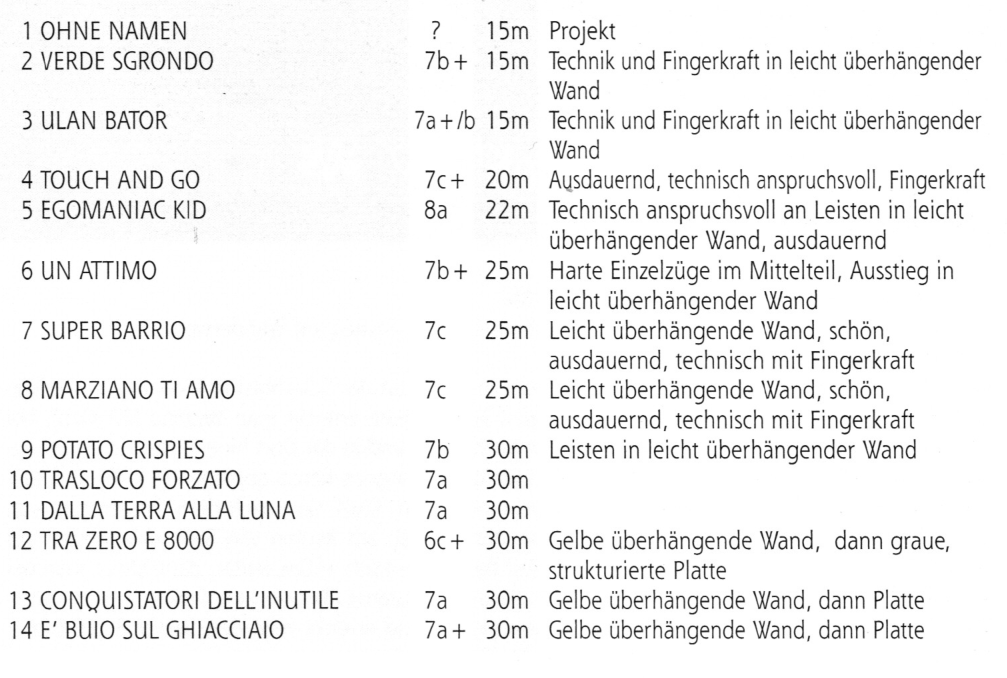 1 OHNE NAMEN ? 15m Projekt
2 VERDE SGRONDO 7b+ 15m Technik und Fingerkraft in leicht überhängender
Wand
3 ULAN BATOR 7a+/b 15m Technik und Fingerkraft in leicht überhängender
Wand
4 TOUCH AND GO 7c+ 20m Ausdauernd, technisch anspruchsvoll, Fingerkraft
5 EGOMANIAC KID 8a 22m Technisch anspruchsvoll an Leisten in leicht
überhängender Wand, ausdauernd
6 UN ATTIMO 7b+ 25m Harte Einzelzüge im Mittelteil, Ausstieg in
leicht überhängender Wand
7 SUPER BARRIO 7c 25m Leicht überhängende Wand, schön,
ausdauernd, technisch mit Fingerkraft
8 MARZIANO TI AMO 7c 25m Leicht überhängende Wand, schön,
ausdauernd, technisch mit Fingerkraft
9 POTATO CRISPIES 7b 30m Leisten in leicht überhängender Wand
10 TRASLOCO FORZATO 7a 30m
11 DALLA TERRA ALLA LUNA 7a 30m
12 TRA ZERO E 8000 6c+ 30m Gelbe überhängende Wand, dann graue,
strukturierte Platte
13 CONQUISTATORI DELL'INUTILE 7a 30m Gelbe überhängende Wand, dann Platte
14 E' BUIO SUL GHIACCIAIO 7a+ 30m Gelbe überhängende Wand, dann Platte